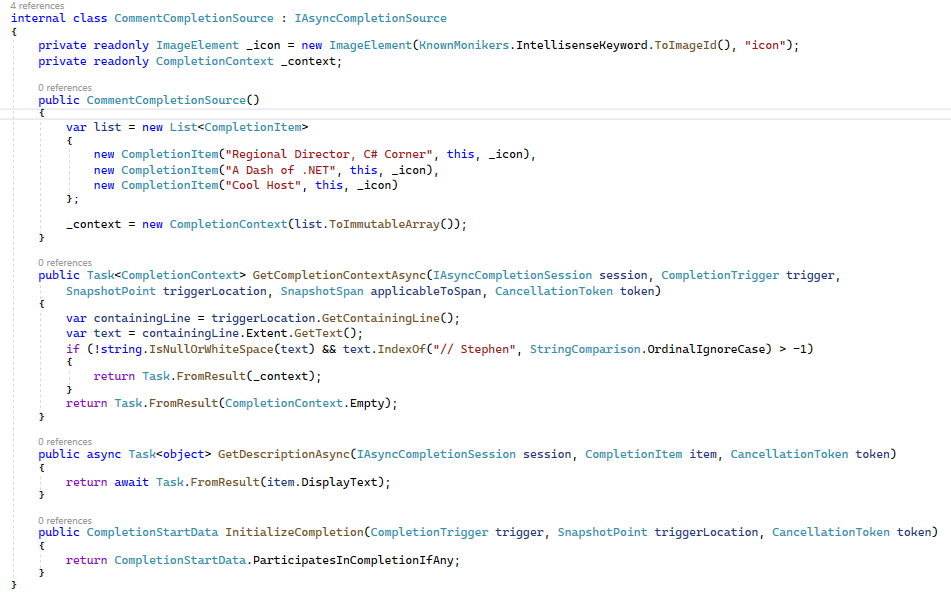 4 references
internal class CommentCompletionSource : IAsyncCompletionSource
{
    private readonly ImageElement _icon = new ImageElement(KnownMonikers.IntellisenseKeyword.ToImageId(), "icon");
    private readonly CompletionContext _context;
    0 references
    public CommentCompletionSource()
    {
        var list = new List<CompletionItem>
        {
            new CompletionItem("Regional Director, C# Corner", this, _icon),
            new CompletionItem("A Dash of .NET", this, _icon),
            new CompletionItem("Cool Host", this, _icon)
        };
        _context = new CompletionContext(list.ToImmutableArray());
    }
    0 references
    public Task<CompletionContext> GetCompletionContextAsync(IAsyncCompletionSession session, CompletionTrigger trigger,
        SnapshotPoint triggerLocation, SnapshotSpan applicableToSpan, CancellationToken token)
    {
        var containingLine = triggerLocation.GetContainingLine();
        var text = containingLine.Extent.GetText();
        if (!string.IsNullOrWhiteSpace(text) && text.IndexOf("// Stephen", StringComparison.OrdinalIgnoreCase) > -1)
        {
            return Task.FromResult(_context);
        }
        return Task.FromResult(CompletionContext.Empty);
    }
    0 references
    public async Task<object> GetDescriptionAsync(IAsyncCompletionSession session, CompletionItem item, CancellationToken token)
    {
        return await Task.FromResult(item.DisplayText);
    }
    0 references
    public CompletionStartData InitializeCompletion(CompletionTrigger trigger, SnapshotPoint triggerLocation, CancellationToken token)
    {
        return CompletionStartData.ParticipatesInCompletionIfAny;
    }
}